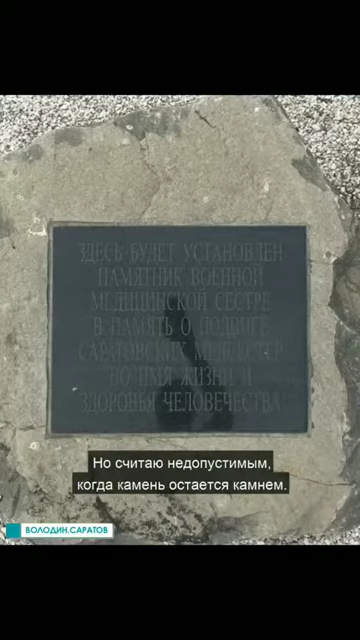 ЗДЕСЬ БУДЕТ УСТАНОВЛЕН
ПАМЯТНИК ВОЕННОЙ
МЕДИЦИНСКОЙ СЕСТРЕ
В ПАМЯТЬ О ПОДВИГЕ
САРАТОВСКИХ МЕДСЕСТЕР
ВО ИМЯ ЖИЗНИ И
ЗДОРОВЬЯ ЧЕЛОВЕЧЕСТВА
Но считаю недопустимым,
когда камень остается камнем.
ВОЛОДИН.САРАТОВ